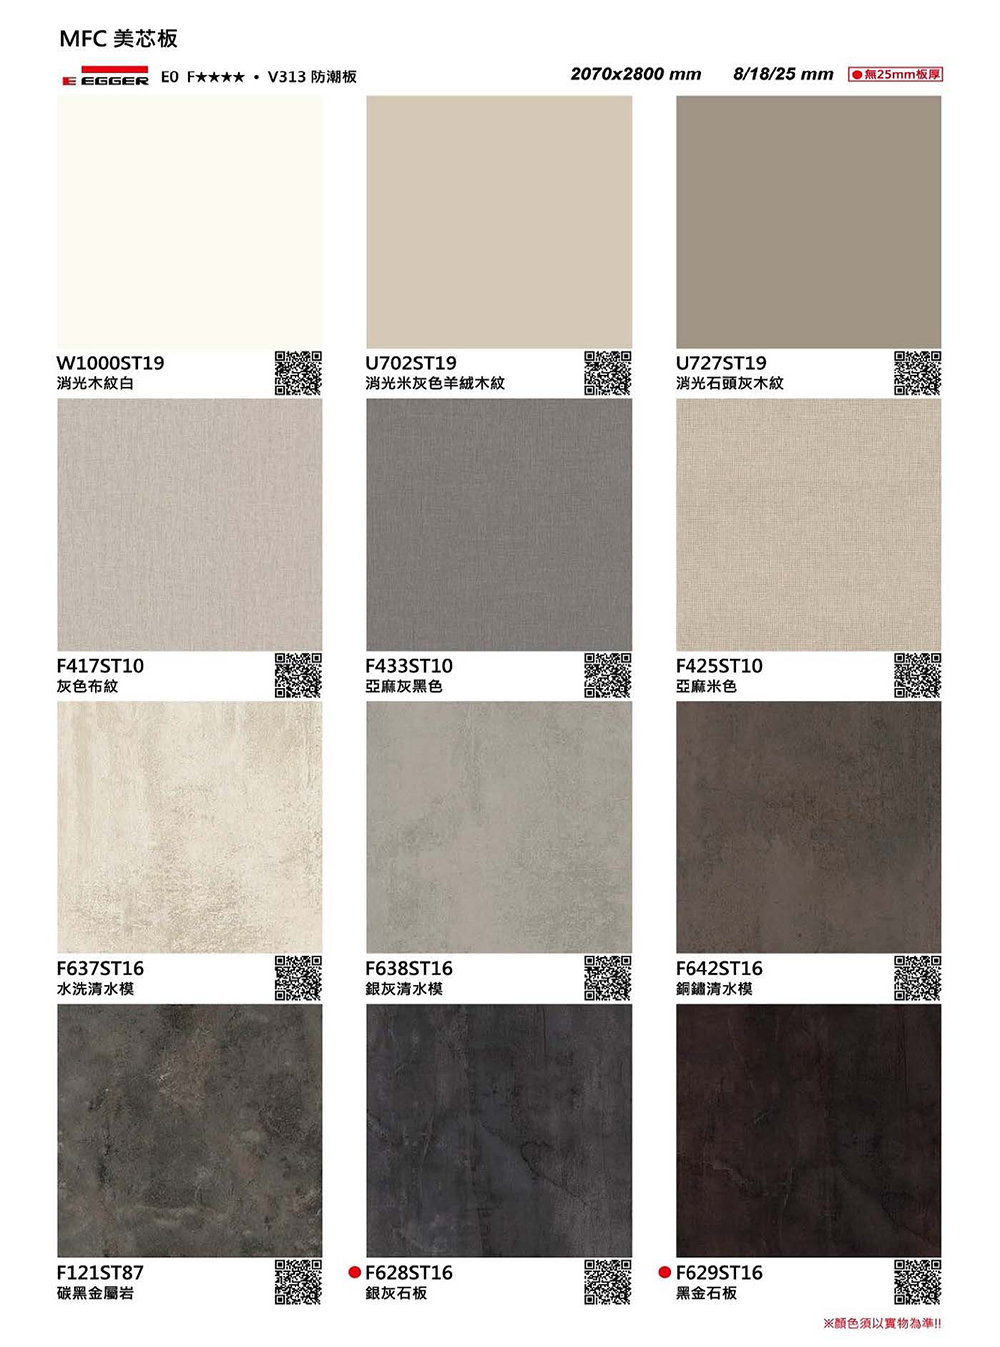 MFC 美芯板
E EGGER E0 F★★★★ • V313 防潮板 2070x2800 mm 8/18/25 mm ●無25mm板厚
W1000ST19 U702ST19 U727ST19
消光木紋白 消光米灰色羊絨木紋 消光石頭灰木紋
F417ST10 F433ST10 F425ST10
灰色布紋 亞麻灰黑色 亞麻米色
F637ST16 F638ST16 F642ST16
水洗清水模 銀灰清水模 銅鏽清水模
F121ST87 ●F628ST16 ●F629ST16
碳黑金屬岩 銀灰石板 黑金石板
※顏色須以實物為準!!